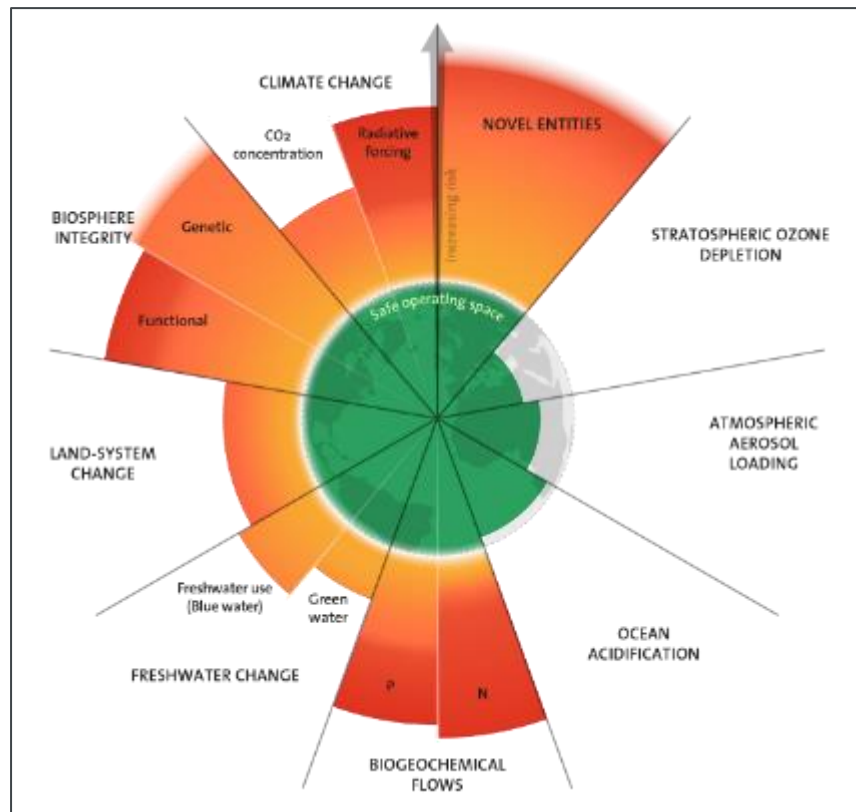 CLIMATE CHANGE
CO2
concentration
Radiative
forcing
Increasing risk
NOVEL ENTITIES
STRATOSPHERIC OZONE
DEPLETION
ATMOSPHERIC
AEROSOL
LOADING
OCEAN
ACIDIFICATION
BIOGEOCHEMICAL
FLOWS
P
N
FRESHWATER CHANGE
Freshwater use
(Blue water)
Green
water
LAND-SYSTEM
CHANGE
BIOSPHERE
INTEGRITY
Genetic
Functional
Safe operating space